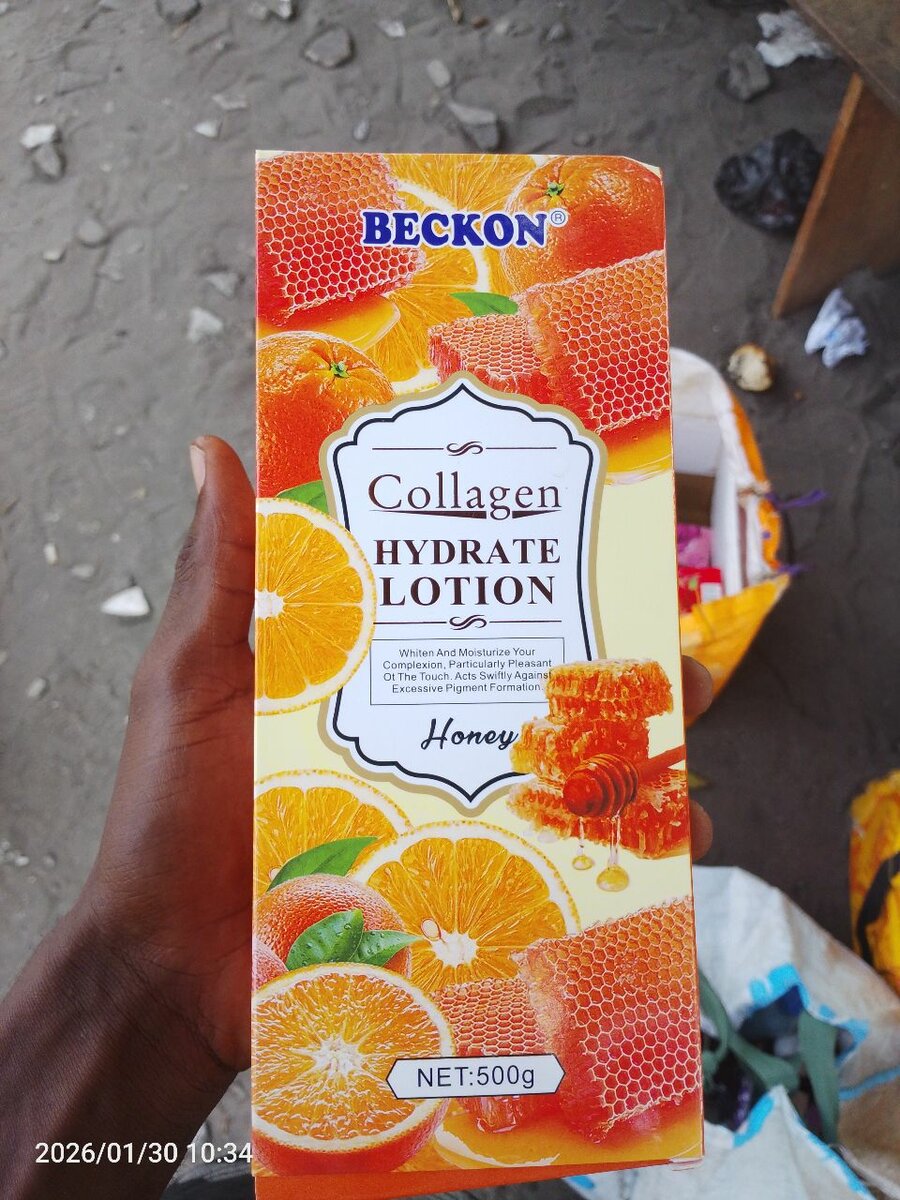 BECKON®
Collagen
HYDRATE
LOTION
Whiten And Moisturize Your
Complexion, Particularly Pleasant
Ot The Touch. Acts Swiftly Against
Excessive Pigment Formation.
Honey
NET:500g
2026/01/30 10:34